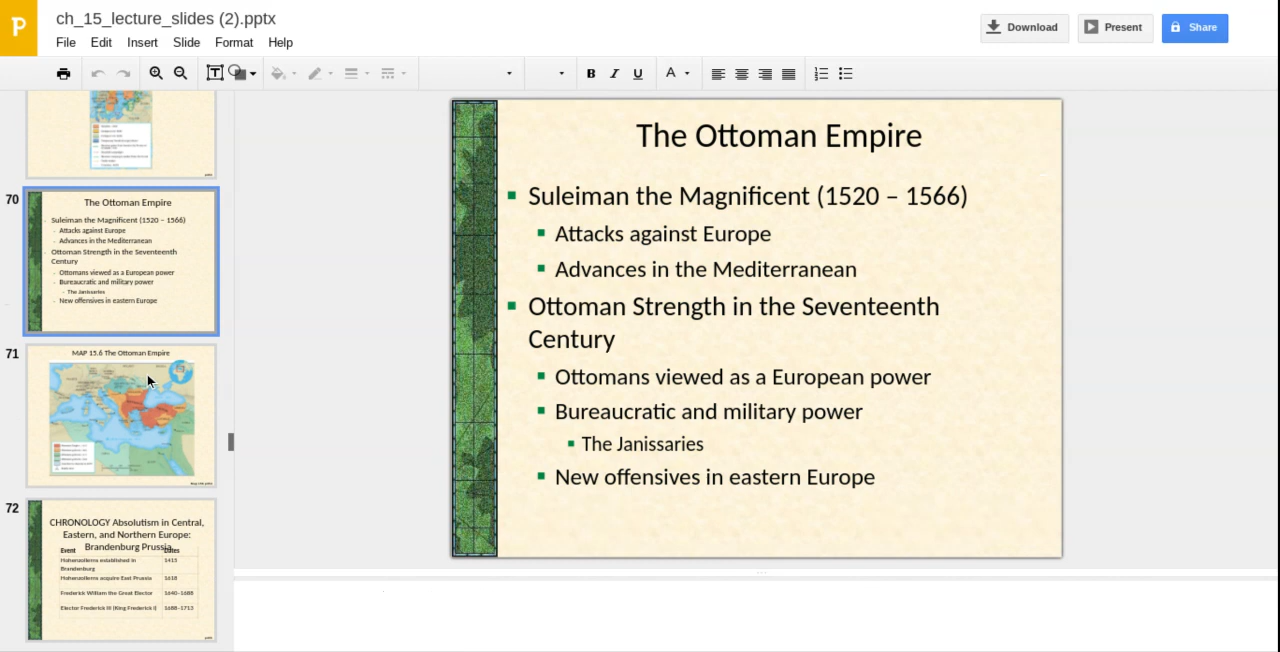 P
ch_15_lecture_slides (2).pptx
File Edit Insert Slide Format Help
Download
Present
Share
T
B I U A
70
The Ottoman Empire
Suleiman the Magnificent (1520 – 1566)
Attacks against Europe
Advances in the Mediterranean
Ottoman Strength in the Seventeenth
Century
Ottomans viewed as a European power
Bureaucratic and military power
The Janissaries
New offensives in eastern Europe
71
MAP 15.6 The Ottoman Empire
72
CHRONOLOGY Absolutism in Central,
Eastern, and Northern Europe:
Brandenburg Prussia
Event Dates
Hohenzollerns established in
Brandenburg 1415
Hohenzollerns acquire East Prussia 1618
Frederick William the Great Elector 1640–1688
Elector Frederick III (King Frederick I) 1688–1713
The Ottoman Empire
Suleiman the Magnificent (1520 – 1566)
Attacks against Europe
Advances in the Mediterranean
Ottoman Strength in the Seventeenth
Century
Ottomans viewed as a European power
Bureaucratic and military power
The Janissaries
New offensives in eastern Europe